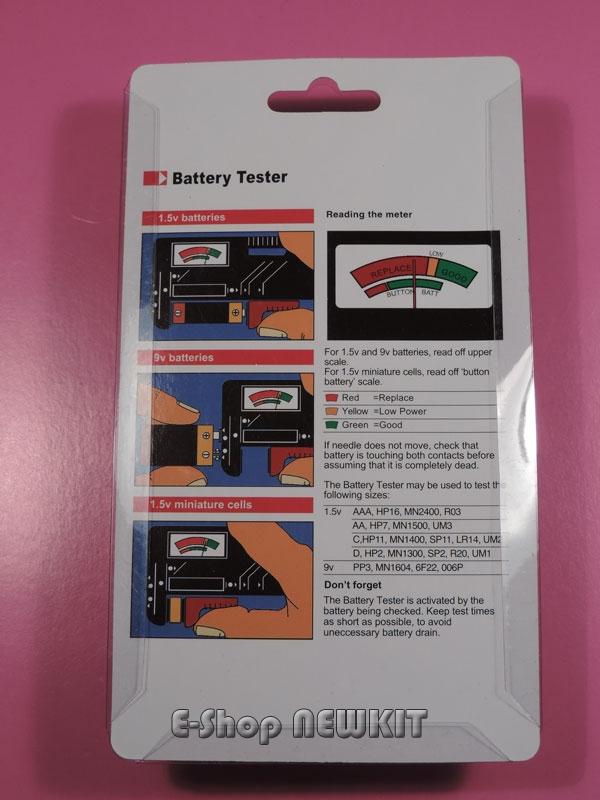 Battery Tester
1.5v batteries
9v batteries
1.5v miniature cells
Reading the meter
LOW
REPLACE
GOOD
BUTTON BATT
For 1.5v and 9v batteries, read off upper
scale.
For 1.5v miniature cells, read off 'button
battery' scale.
Red =Replace
Yellow =Low Power
Green =Good
If needle does not move, check that
battery is touching both contacts before
assuming that it is completely dead.
The Battery Tester may be used to test the
following sizes:
1.5v AAA, HP16, MN2400, R03
AA, HP7, MN1500, UM3
C,HP11, MN1400, SP11, LR14, UM2
D, HP2, MN1300, SP2, R20, UM1
9v PP3, MN1604, 6F22, 006P
Don't forget
The Battery Tester is activated by the
battery being checked. Keep test times
as short as possible, to avoid
uneccessary battery drain.
E-Shop NEWKIT